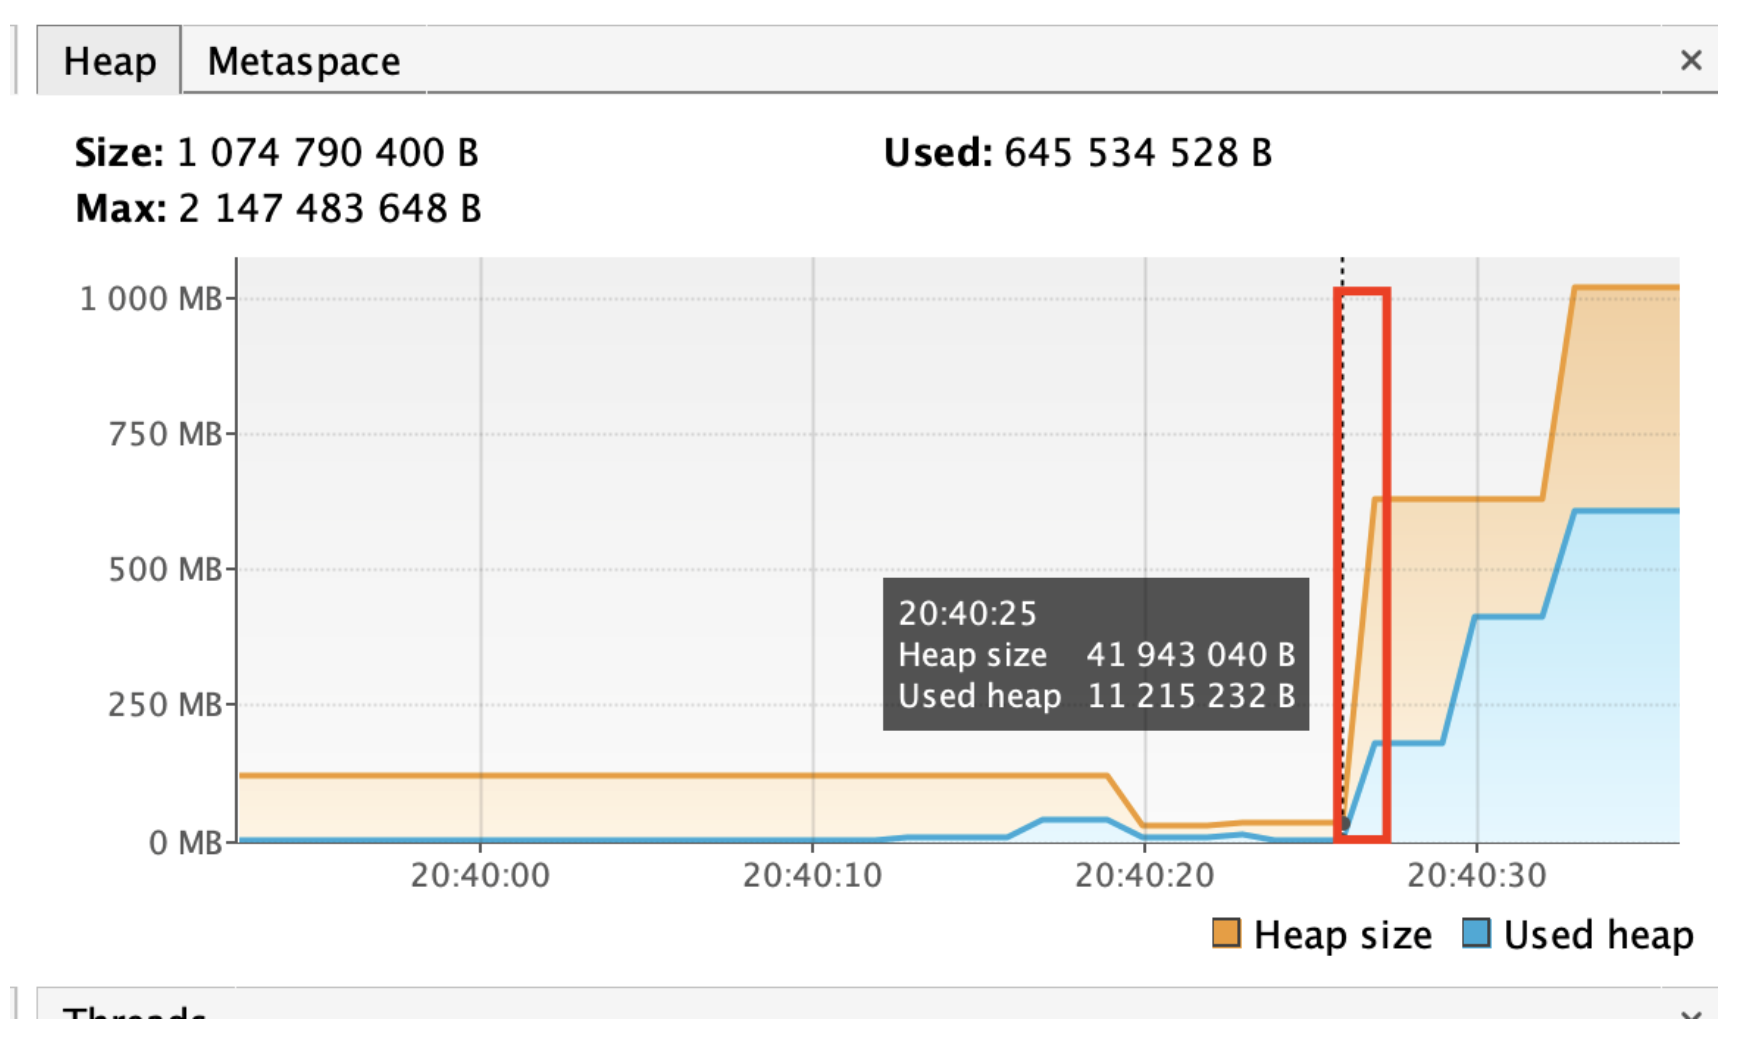 Heap Metaspace ×
Size: 1 074 790 400 B Used: 645 534 528 B
Max: 2 147 483 648 B
1 000 MB
750 MB
500 MB
250 MB
0 MB
20:40:25
Heap size 41 943 040 B
Used heap 11 215 232 B
20:40:00 20:40:10 20:40:20 20:40:30
Heap size Used heap
Threads